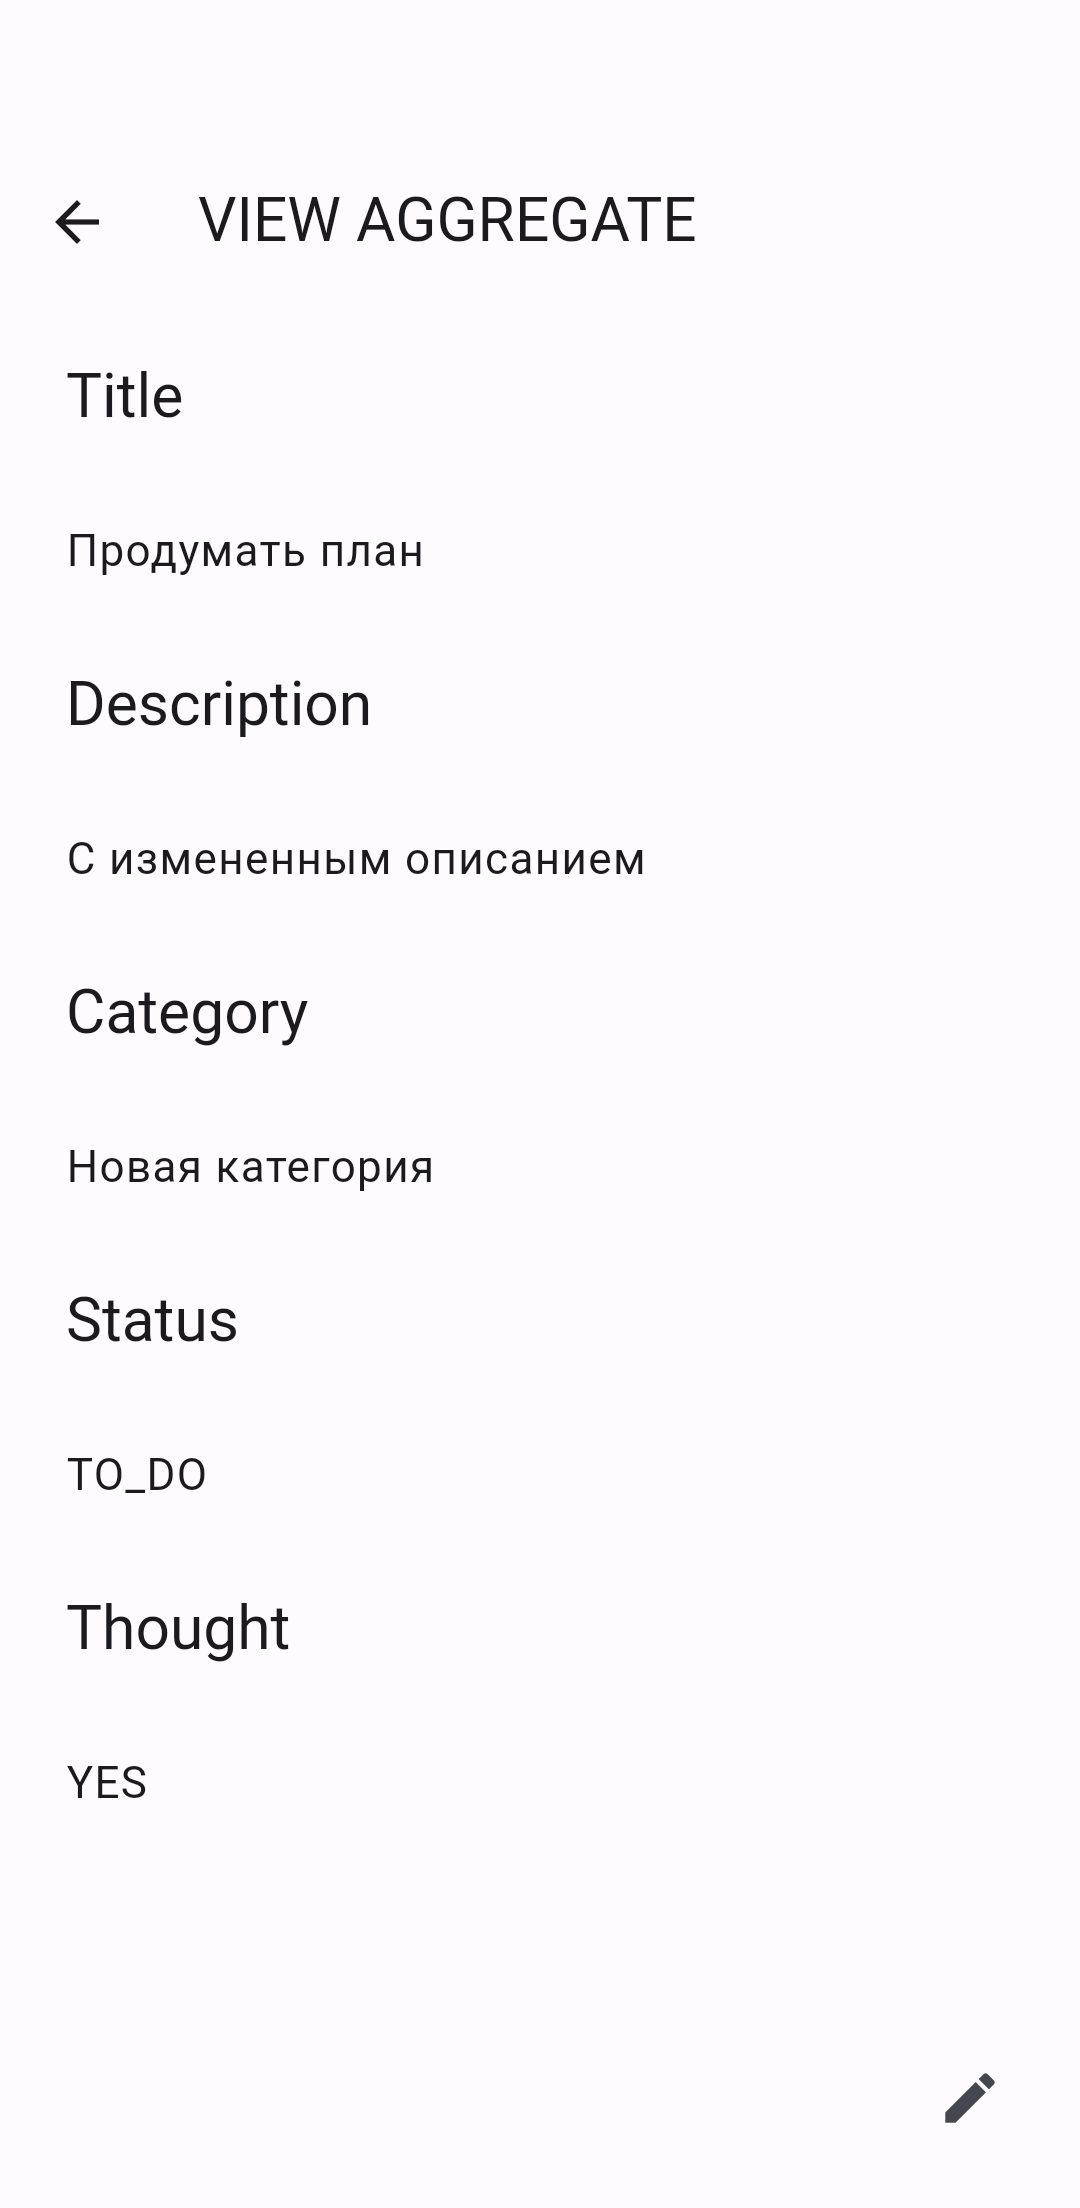 VIEW AGGREGATE
Title
Продумать план
Description
С измененным описанием
Category
Новая категория
Status
TO_DO
Thought
YES